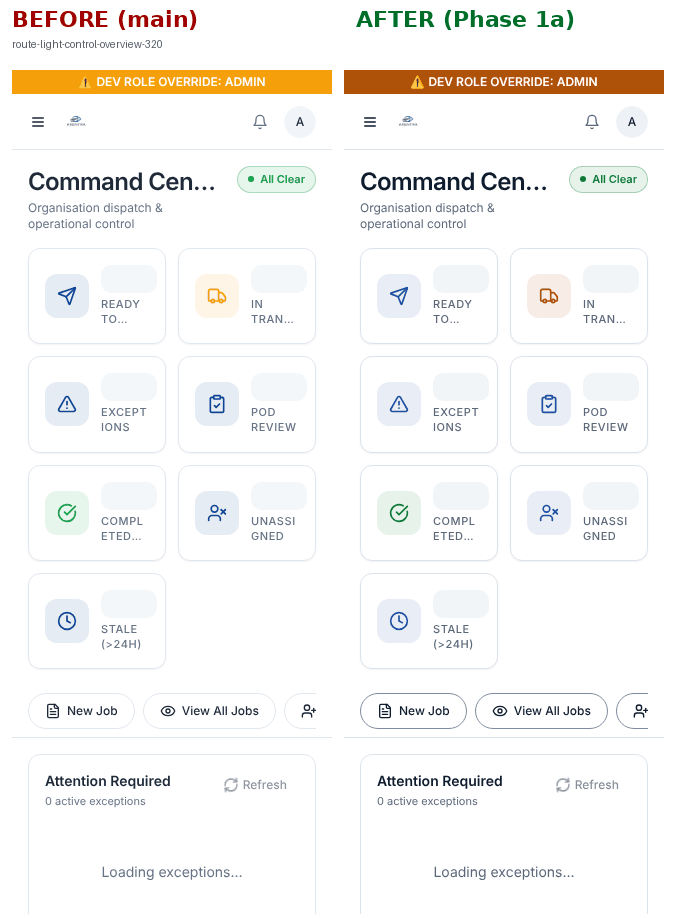 BEFORE (main)
route-light-control-overview-320
⚠️ DEV ROLE OVERRIDE: ADMIN
A
Command Cen...
All Clear
Organisation dispatch &
operational control
READY
TO...
IN
TRAN...
EXCEPT
IONS
POD
REVIEW
COMPL
ETED...
UNASSI
GNED
STALE
(>24H)
New Job
View All Jobs
Attention Required
Refresh
0 active exceptions
Loading exceptions...
AFTER (Phase 1a)
⚠️ DEV ROLE OVERRIDE: ADMIN
A
Command Cen...
All Clear
Organisation dispatch &
operational control
READY
TO...
IN
TRAN...
EXCEPT
IONS
POD
REVIEW
COMPL
ETED...
UNASSI
GNED
STALE
(>24H)
New Job
View All Jobs
Attention Required
Refresh
0 active exceptions
Loading exceptions...